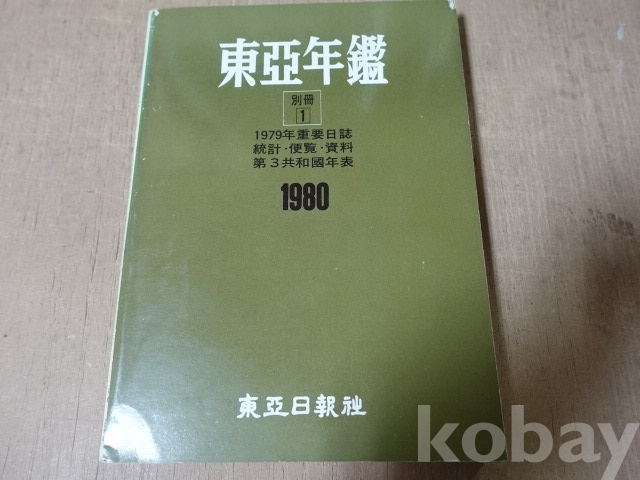 東亞年鑑
別冊
1
1979年重要日誌
統計·便覧·資料
第3共和國年表
1980
東亞日報社
kobay